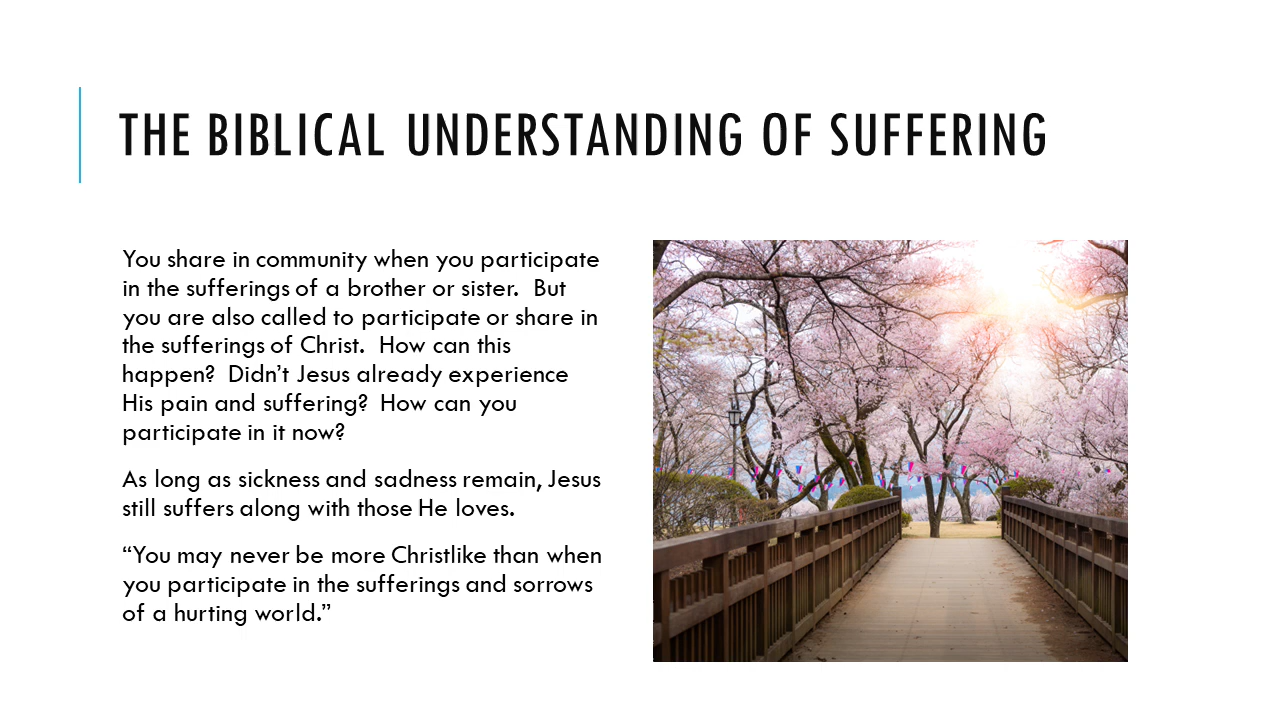 THE BIBLICAL UNDERSTANDING OF SUFFERING
You share in community when you participate
in the sufferings of a brother or sister.  But
you are also called to participate or share in
the sufferings of Christ.  How can this
happen?  Didn’t Jesus already experience
His pain and suffering?  How can you
participate in it now?
As long as sickness and sadness remain, Jesus
still suffers along with those He loves.
“You may never be more Christlike than when
you participate in the sufferings and sorrows
of a hurting world.”